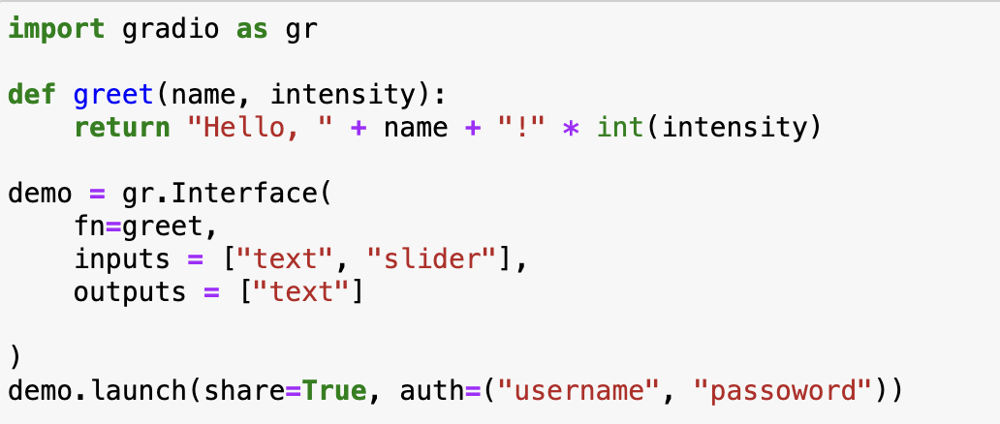 import gradio as gr
def greet(name, intensity):
    return "Hello, " + name + "!" * int(intensity)
demo = gr.Interface(
    fn=greet,
    inputs = ["text", "slider"],
    outputs = ["text"]
)
demo.launch(share=True, auth=("username", "passoword"))